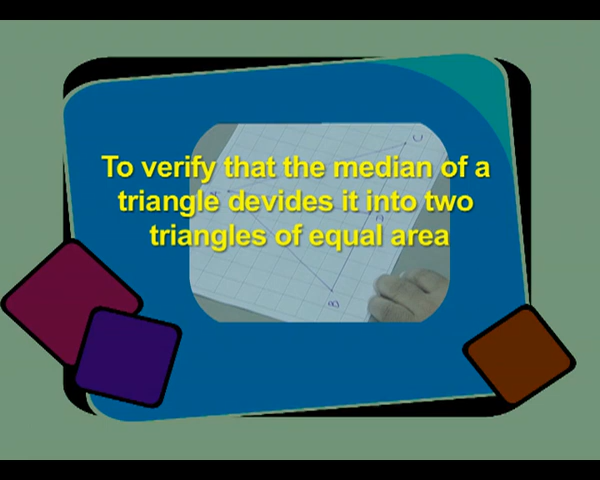 To verify that the median of a
triangle devides it into two
triangles of equal area
A
C
D
B